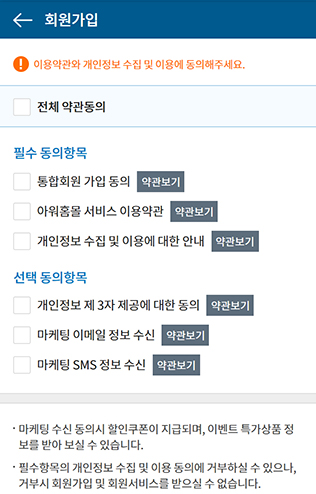 회원가입
이용약관와 개인정보 수집 및 이용에 동의해주세요.
전체 약관동의
필수 동의항목
통합회원 가입 동의 약관보기
아워홈몰 서비스 이용약관 약관보기
개인정보 수집 및 이용에 대한 안내 약관보기
선택 동의항목
개인정보 제 3자 제공에 대한 동의 약관보기
마케팅 이메일 정보 수신 약관보기
마케팅 SMS 정보 수신 약관보기
· 마케팅 수신 동의시 할인쿠폰이 지급되며, 이벤트 특가상품 정
보를 받아 보실 수 있습니다.
· 필수항목의 개인정보 수집 및 이용 동의에 거부하실 수 있으나,
거부시 회원가입 및 회원서비스를 받으실 수 없습니다.